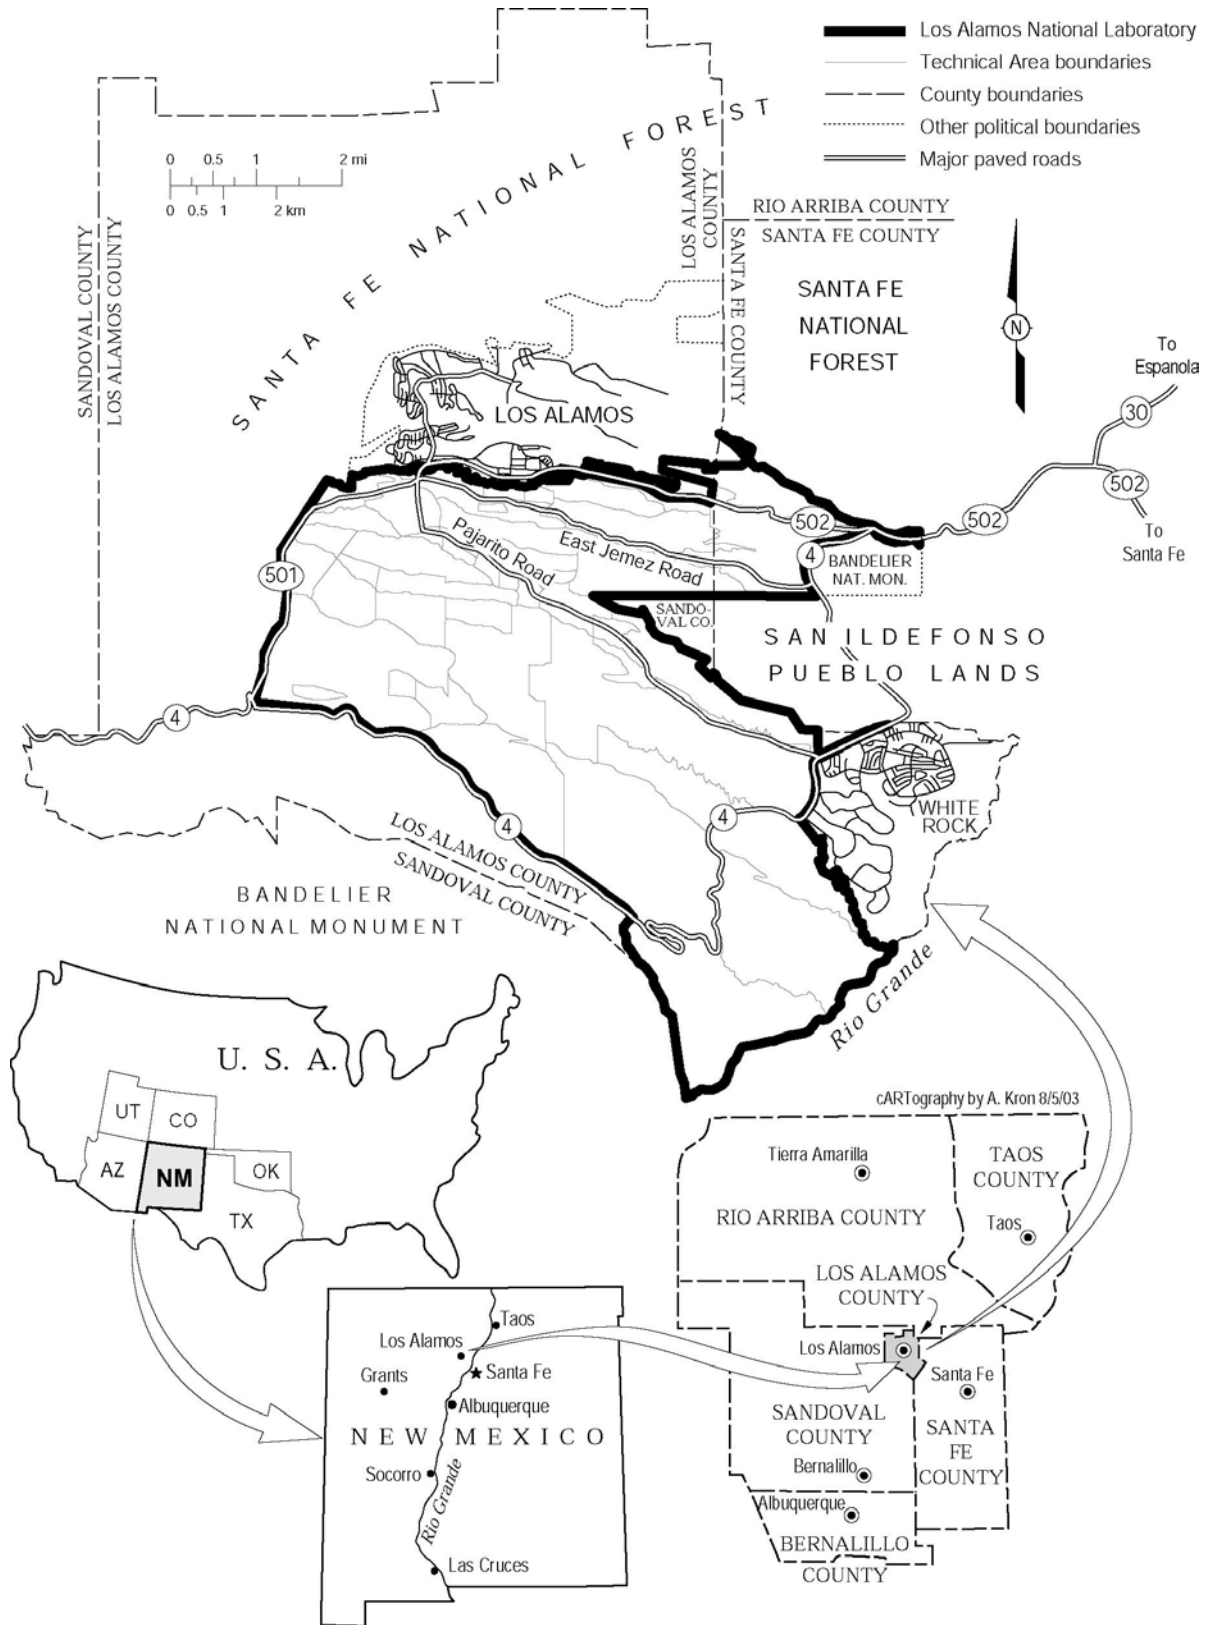 Los Alamos National Laboratory
Technical Area boundaries
County boundaries
Other political boundaries
Major paved roads
0 0.5 1 2 mi
0 0.5 1 2 km
SANTA FE NATIONAL FOREST
SANDOVAL COUNTY
LOS ALAMOS COUNTY
LOS ALAMOS
COUNTY
SANTA FE COUNTY
RIO ARRIBA COUNTY
SANTA FE COUNTY
SANTA FE
NATIONAL
FOREST
N
To
Espanola
30
502
To
Santa Fe
502
502
LOS ALAMOS
4
BANDELIER
NAT. MON.
East Jemez Road
Pajarito Road
501
SANDO-
VAL CO.
SAN ILDEFONSO
PUEBLO LANDS
4
4
4
WHITE
ROCK
LOS ALAMOS COUNTY
SANDOVAL COUNTY
BANDELIER
NATIONAL MONUMENT
Rio Grande
U. S. A.
UT
CO
AZ
NM
OK
TX
cARTography by A. Kron 8/5/03
Tierra Amarilla
TAOS
COUNTY
RIO ARRIBA COUNTY
Taos
LOS ALAMOS
COUNTY
Los Alamos
Santa Fe
SANDOVAL
COUNTY
SANTA
FE
COUNTY
Bernalillo
Albuquerque
BERNALILLO
COUNTY
Taos
Los Alamos
Santa Fe
Grants
Albuquerque
NEW MEXICO
Socorro
Rio Grande
Las Cruces